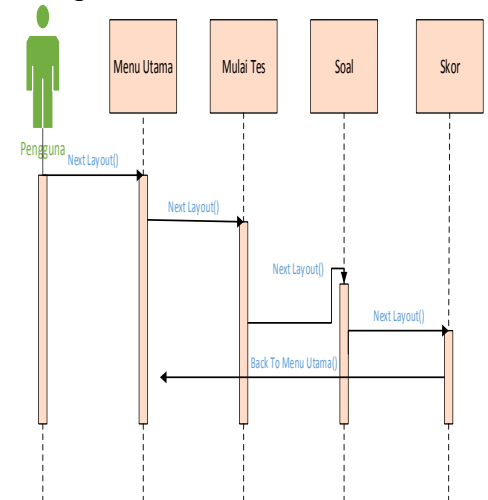 Menu Utama
Mulai Tes
Soal
Skor
Pengguna
Next Layout()
Next Layout()
Next Layout()
Next Layout()
Back To Menu Utama()